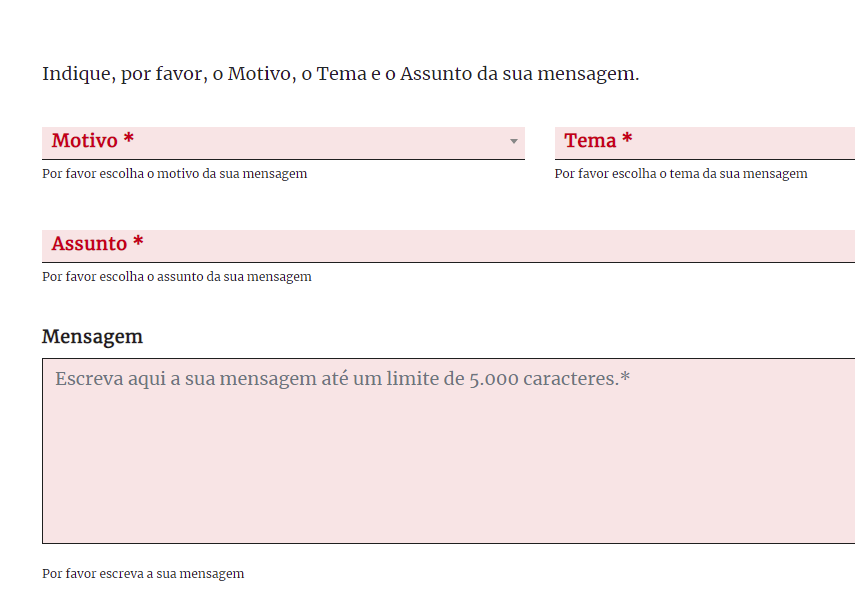 Indique, por favor, o Motivo, o Tema e o Assunto da sua mensagem.
Motivo * Tema *
Por favor escolha o motivo da sua mensagem Por favor escolha o tema da sua mensagem
Assunto *
Por favor escolha o assunto da sua mensagem
Mensagem
Escreva aqui a sua mensagem até um limite de 5.000 caracteres.*
Por favor escreva a sua mensagem